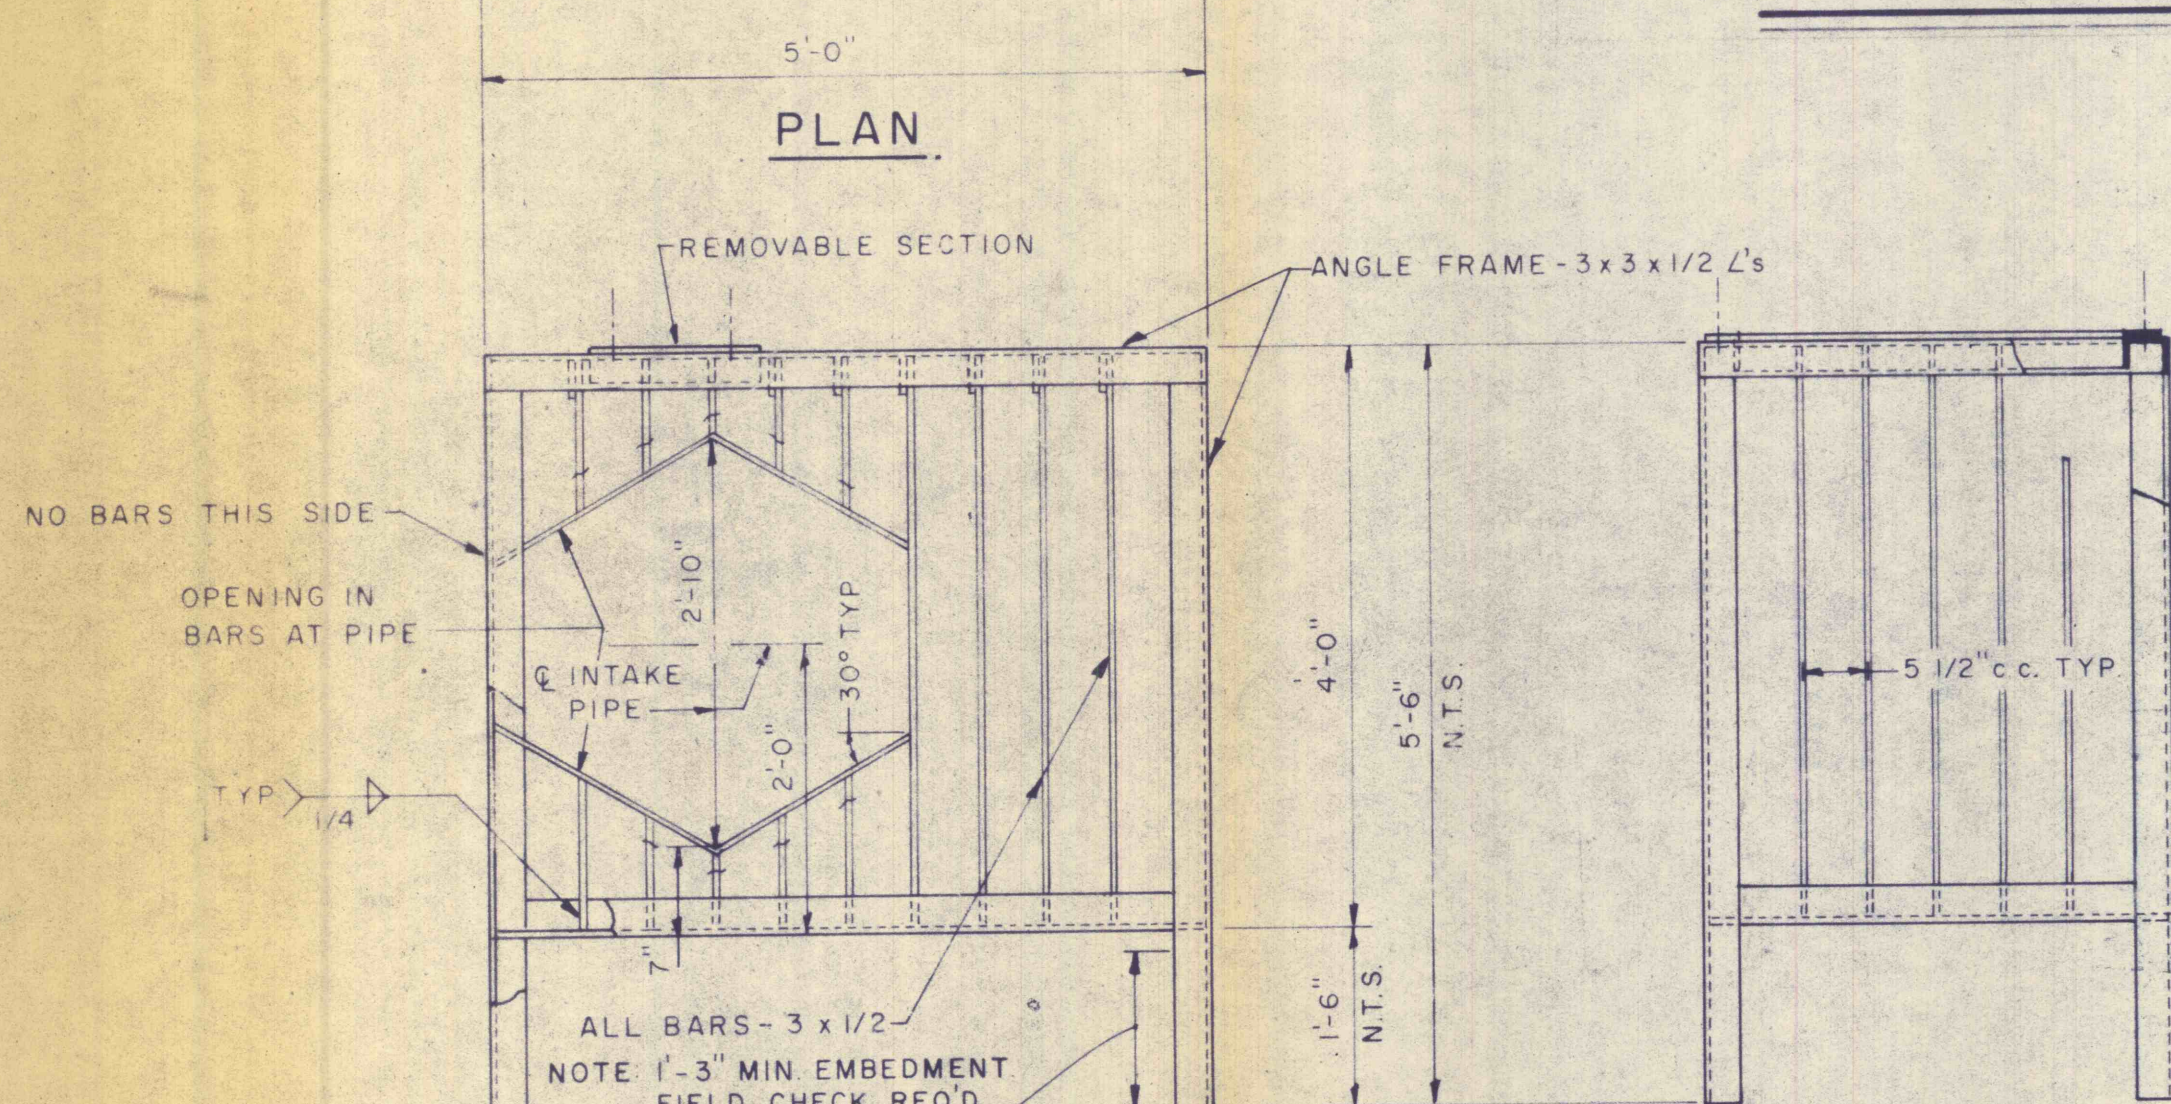 5'-0"
PLAN.
REMOVABLE SECTION
ANGLE FRAME - 3 x 3 x 1/2 ∠'s
NO BARS THIS SIDE
OPENING IN
BARS AT PIPE
2'-10"
30° TYP
℄ INTAKE
PIPE
2'-0"
4'-0"
5'-6"
N.T.S.
5 1/2" c c. TYP.
TYP
1/4
7"
1'-6"
N.T.S.
ALL BARS - 3 x 1/2
NOTE: 1'-3" MIN. EMBEDMENT
FIELD CHECK REQ'D